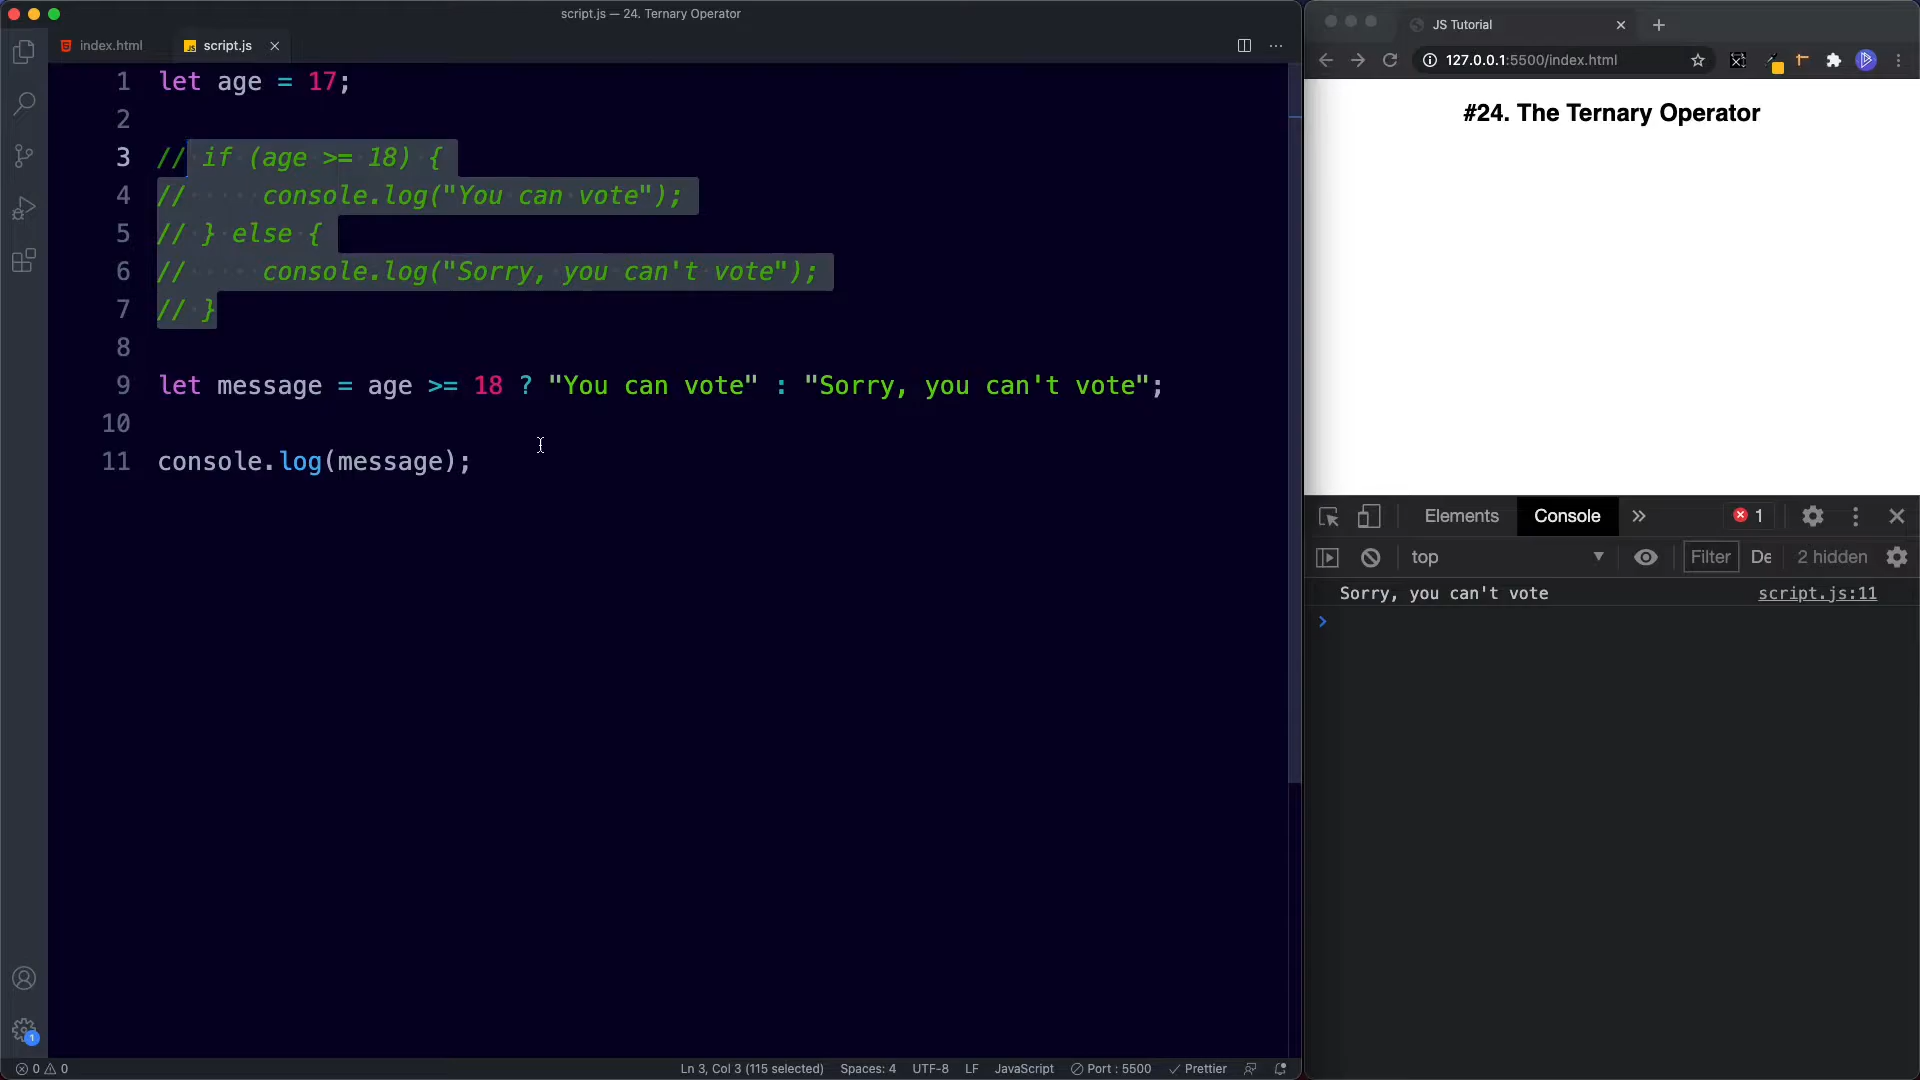 script.js — 24. Ternary Operator
index.html
script.js
1 let age = 17;
2
3 // if (age >= 18) {
4 //     console.log("You can vote");
5 // } else {
6 //     console.log("Sorry, you can't vote");
7 // }
8
9 let message = age >= 18 ? "You can vote" : "Sorry, you can't vote";
10
11 console.log(message);
1
0 0
Ln 3, Col 3 (115 selected)
Spaces: 4
UTF-8
LF
JavaScript
Port : 5500
Prettier
JS Tutorial
127.0.0.1:5500/index.html
#24. The Ternary Operator
Elements
Console
1
top
Filter
De
2 hidden
Sorry, you can't vote
script.js:11